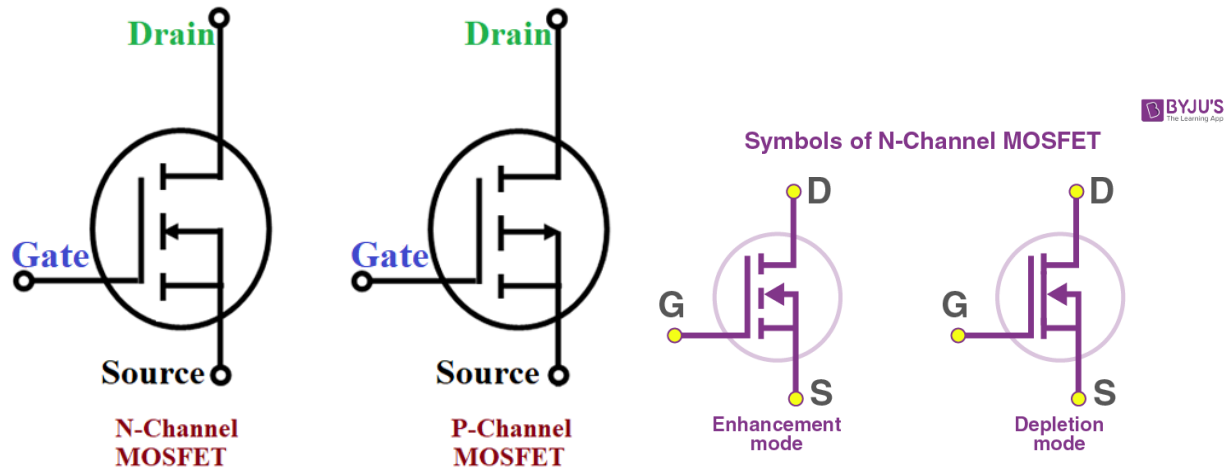 Drain
Gate
Source
N-Channel
MOSFET
Drain
Gate
Source
P-Channel
MOSFET
BYJU'S
The Learning App
Symbols of N-Channel MOSFET
D
G
S
Enhancement
mode
D
G
S
Depletion
mode